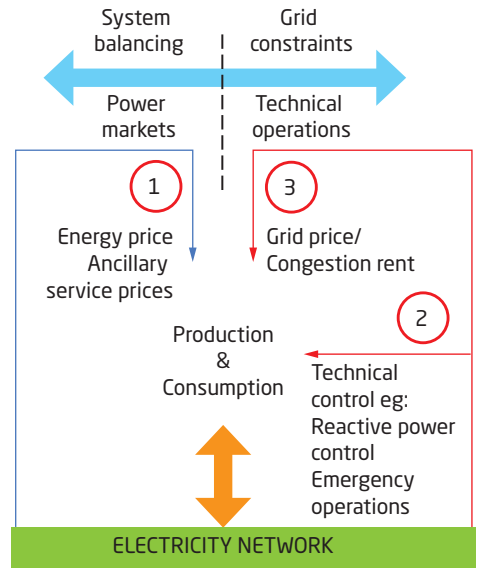 System
balancing
Grid
constraints
Power
markets
Technical
operations
1
3
Energy price
Ancillary
service prices
Grid price/
Congestion rent
2
Production
&
Consumption
Technical
control eg:
Reactive power
control
Emergency
operations
ELECTRICITY NETWORK